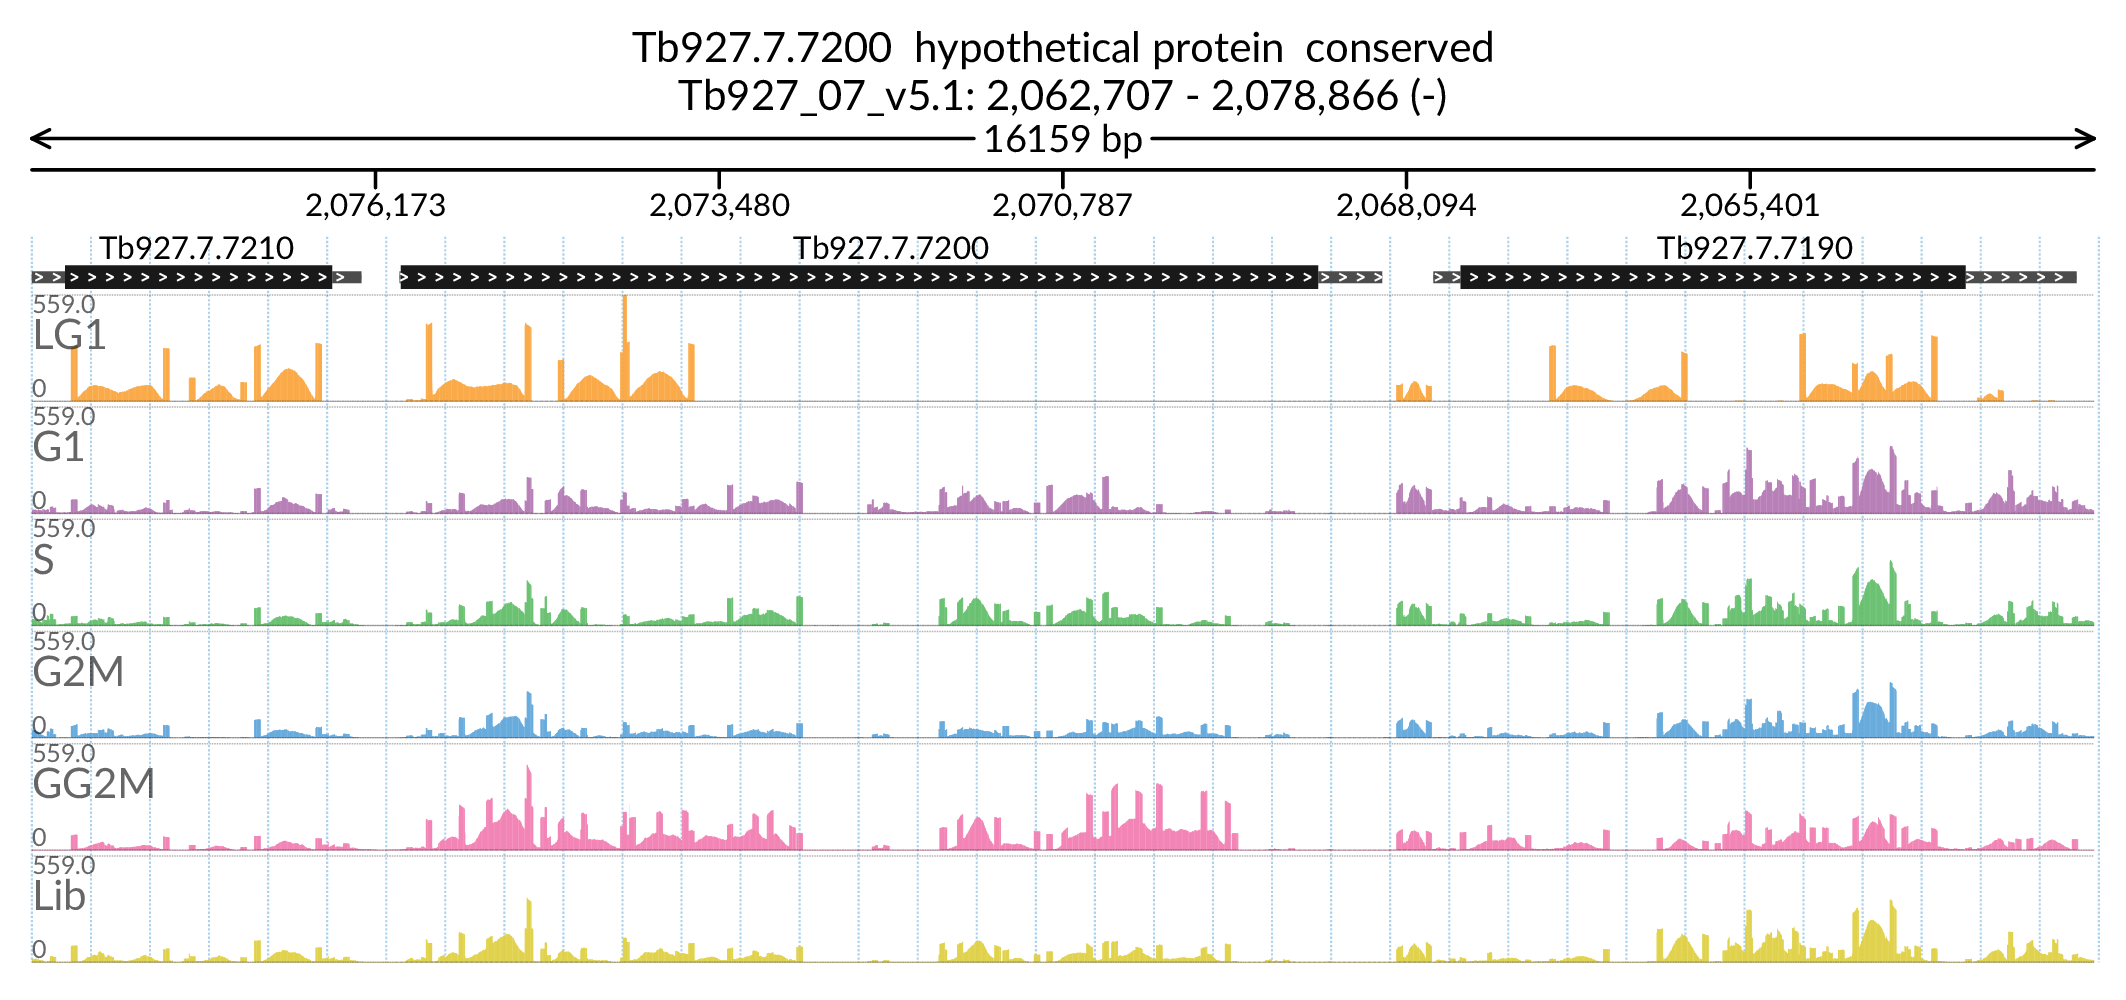 Tb927.7.7200 hypothetical protein conserved
Tb927_07_v5.1: 2,062,707 - 2,078,866 (-)
16159 bp
2,076,173 2,073,480 2,070,787 2,068,094 2,065,401
Tb927.7.7210 Tb927.7.7200 Tb927.7.7190
559.0
LG1
0
559.0
G1
0
559.0
S
0
559.0
G2M
0
559.0
GG2M
0
559.0
Lib
0